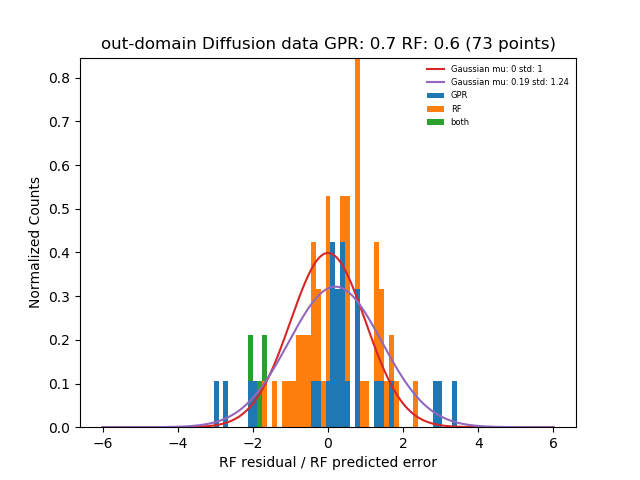 out-domain Diffusion data GPR: 0.7 RF: 0.6 (73 points)
Gaussian mu: 0 std: 1
Gaussian mu: 0.19 std: 1.24
GPR
RF
both
Normalized Counts
0.8
0.7
0.6
0.5
0.4
0.3
0.2
0.1
0.0
−6 −4 −2 0 2 4 6
RF residual / RF predicted error